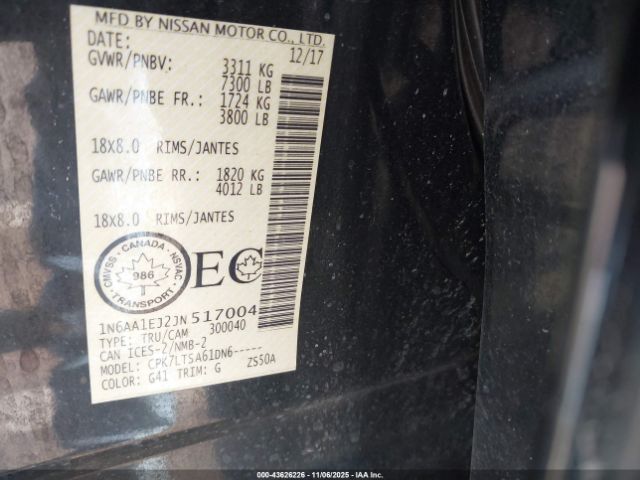 MFD BY NISSAN MOTOR CO., LTD.
DATE: 12/17
GVWR/PNBV: 3311 KG
7300 LB
GAWR/PNBE FR.: 1724 KG
3800 LB
18X8.0 RIMS/JANTES
GAWR/PNBE RR.: 1820 KG
4012 LB
18X8.0 RIMS/JANTES
CMVSS · CANADA · NSVAC
986
TRANSPORT
EC
1N6AA1EJ2JN517004
TYPE: TRU/CAM 300040
CAN ICES-2/NMB-2
MODEL: CPK7LTSA61DN6-----
COLOR: G41 TRIM: G ZS50A
000-43626226 - 11/06/2025 - IAA Inc.